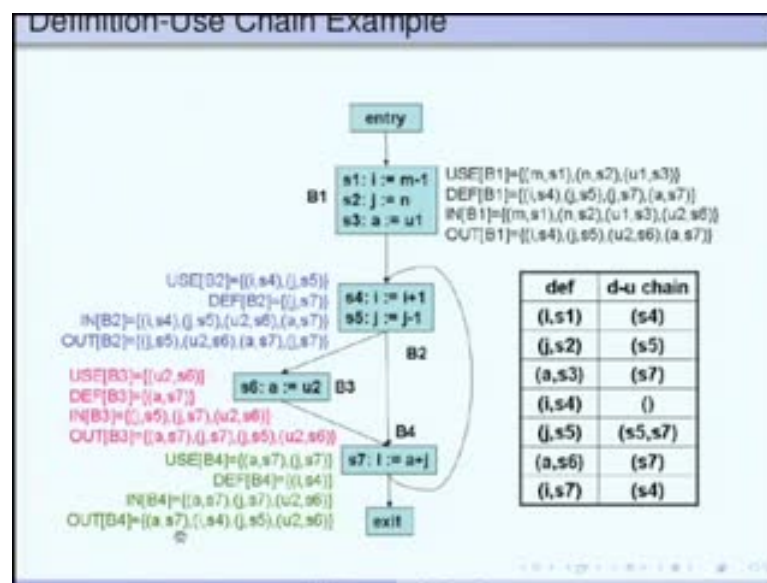 Definition-Use Chain Example
entry
B1
s1: i := m-1
s2: j := n
s3: a := u1
USE[B1]={(m,s1),(n,s2),(u1,s3)}
DEF[B1]={(i,s4),(j,s5),(j,s7),(a,s7)}
IN[B1]={(m,s1),(n,s2),(u1,s3),(u2,s6)}
OUT[B1]={(i,s4),(j,s5),(u2,s6),(a,s7)}
USE[B2]={(i,s4),(j,s5)}
DEF[B2]={(j,s7)}
IN[B2]={(i,s4),(j,s5),(u2,s6),(a,s7)}
OUT[B2]={(j,s5),(u2,s6),(a,s7),(j,s7)}
s4: i := i+1
s5: j := j-1
B2
USE[B3]={(u2,s6)}
DEF[B3]={(a,s7)}
IN[B3]={(j,s5),(j,s7),(u2,s6)}
OUT[B3]={(a,s7),(j,s7),(j,s5),(u2,s6)}
s6: a := u2
B3
B4
USE[B4]={(a,s7),(j,s7)}
DEF[B4]={(i,s4)}
IN[B4]={(a,s7),(j,s7),(u2,s6)}
OUT[B4]={(a,s7),(i,s4),(j,s5),(u2,s6)}
s7: i := a+j
exit
def d-u chain
(i,s1) (s4)
(j,s2) (s5)
(a,s3) (s7)
(i,s4) ()
(j,s5) (s5,s7)
(a,s6) (s7)
(i,s7) (s4)